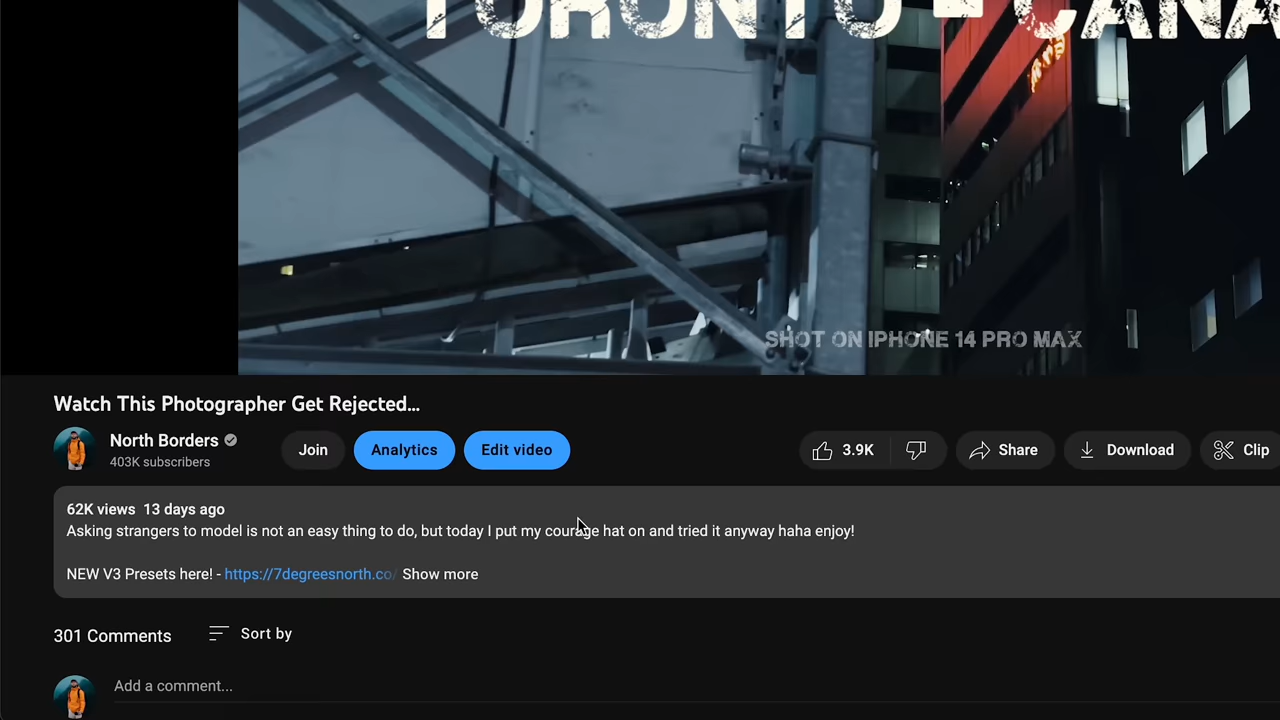 TORONTO - CANA
SHOT ON IPHONE 14 PRO MAX
Watch This Photographer Get Rejected...
North Borders
403K subscribers
Join
Analytics
Edit video
3.9K
Share
Download
Clip
62K views 13 days ago
Asking strangers to model is not an easy thing to do, but today I put my courage hat on and tried it anyway haha enjoy!
NEW V3 Presets here! - https://7degreesnorth.co/ Show more
301 Comments
Sort by
Add a comment...